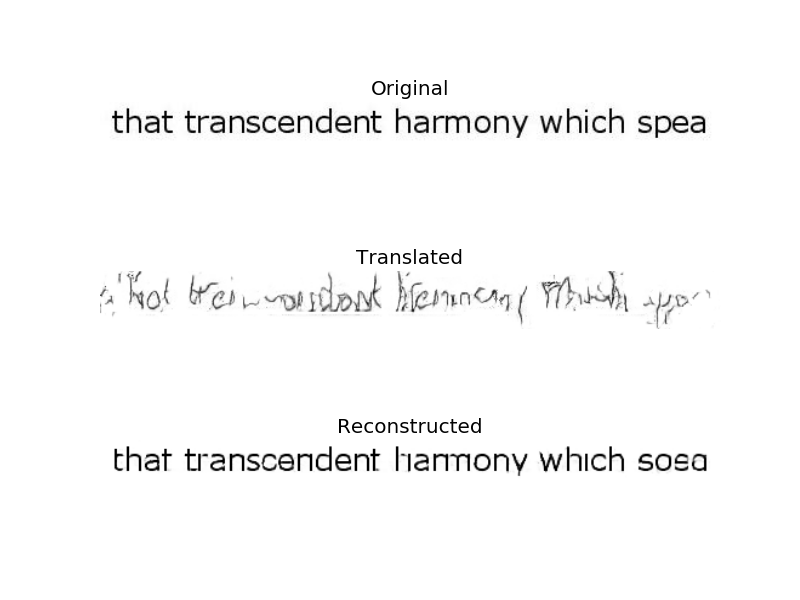 Original
that transcendent harmony which spea
Translated
Reconstructed
that transcendent harmony which sosa